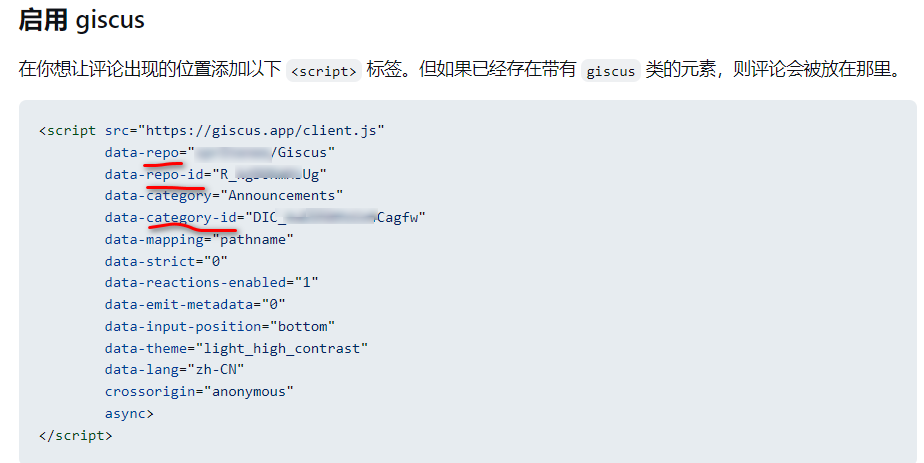 启用 giscus
在你想让评论出现的位置添加以下 <script> 标签。但如果已经存在带有 giscus 类的元素，则评论会被放在那里。
<script src="https://giscus.app/client.js"
data-repo=" /Giscus"
data-repo-id="R_ Ug"
data-category="Announcements"
data-category-id="DIC_ Cagfw"
data-mapping="pathname"
data-strict="0"
data-reactions-enabled="1"
data-emit-metadata="0"
data-input-position="bottom"
data-theme="light_high_contrast"
data-lang="zh-CN"
crossorigin="anonymous"
async>
</script>